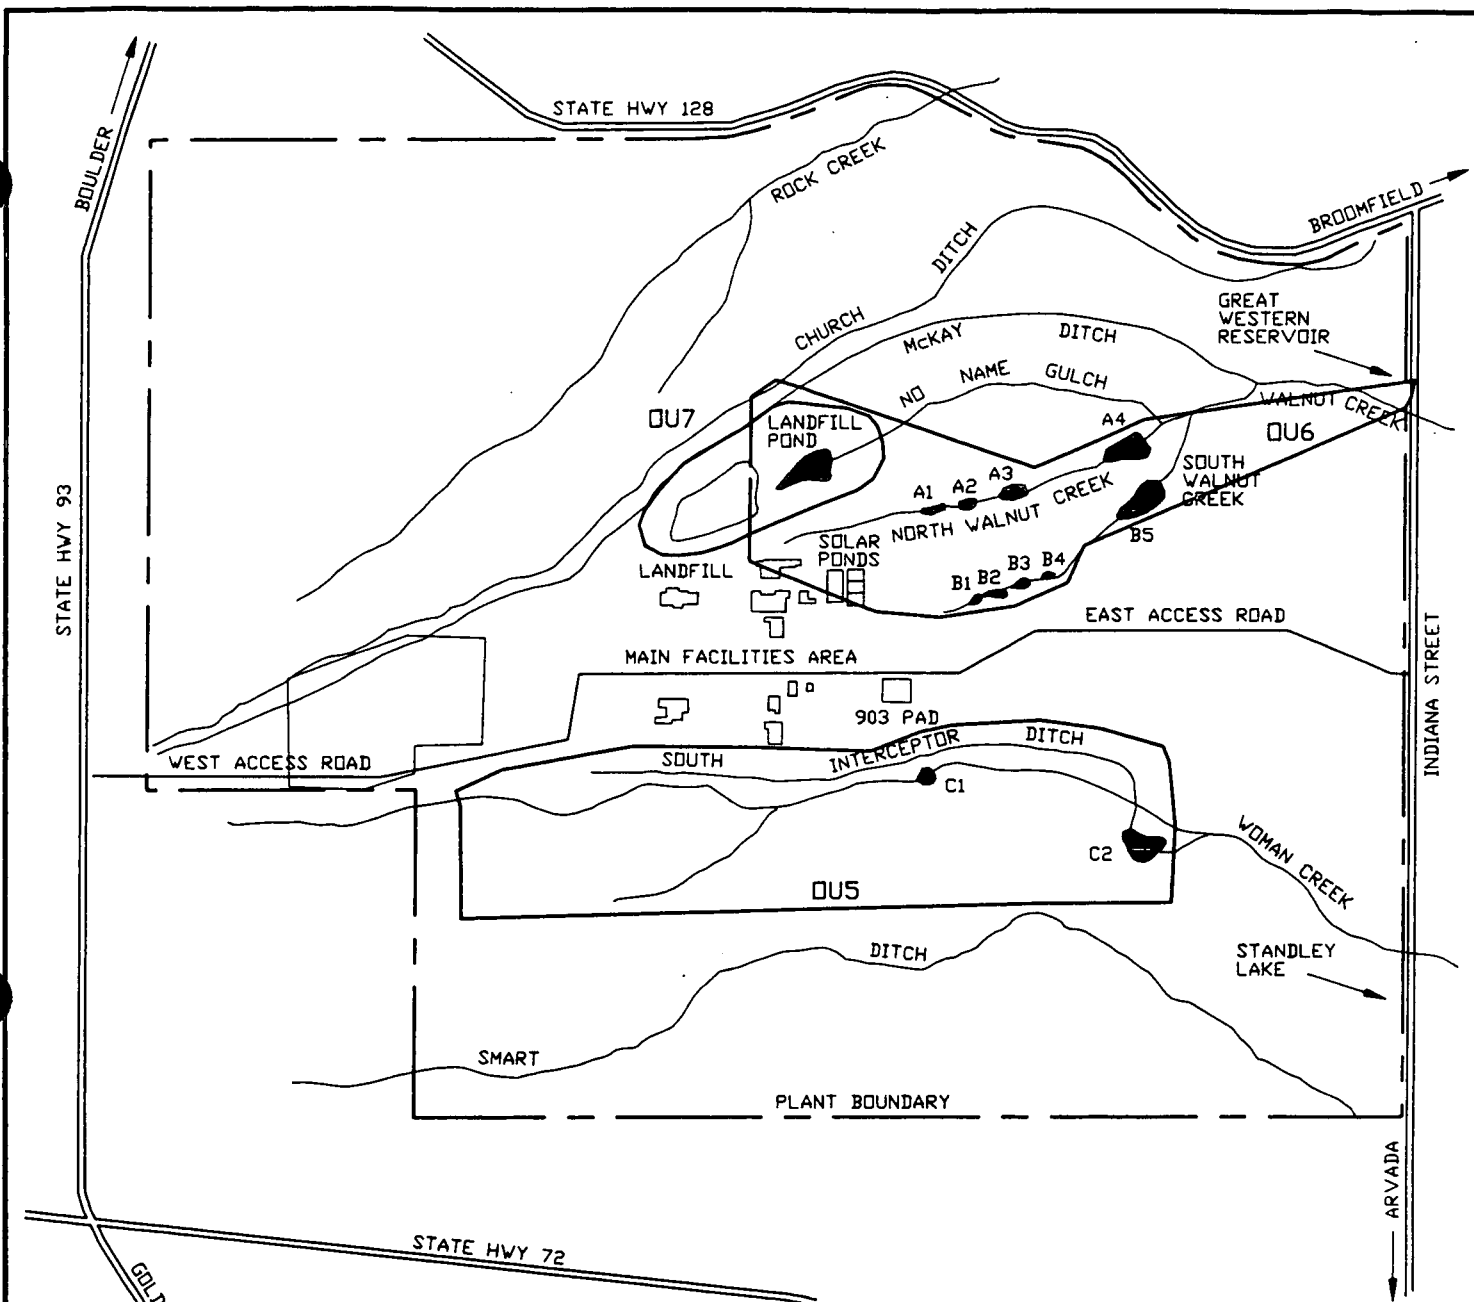 STATE HWY 128
BOULDER
ROCK CREEK
BROOMFIELD
DITCH
CHURCH
GREAT
WESTERN
RESERVOIR
McKAY DITCH
NO NAME GULCH
WALNUT CREEK
OU7
LANDFILL
POND
A4
OU6
SOUTH
WALNUT
CREEK
A1 A2 A3
NORTH WALNUT CREEK
B5
SOLAR
PONDS
LANDFILL
B1 B2 B3 B4
STATE HWY 93
EAST ACCESS ROAD
INDIANA STREET
MAIN FACILITIES AREA
903 PAD
WEST ACCESS ROAD
SOUTH INTERCEPTOR DITCH
C1
WOMAN CREEK
C2
OU5
DITCH
STANDLEY
LAKE
SMART
PLANT BOUNDARY
ARVADA
STATE HWY 72
GOLD